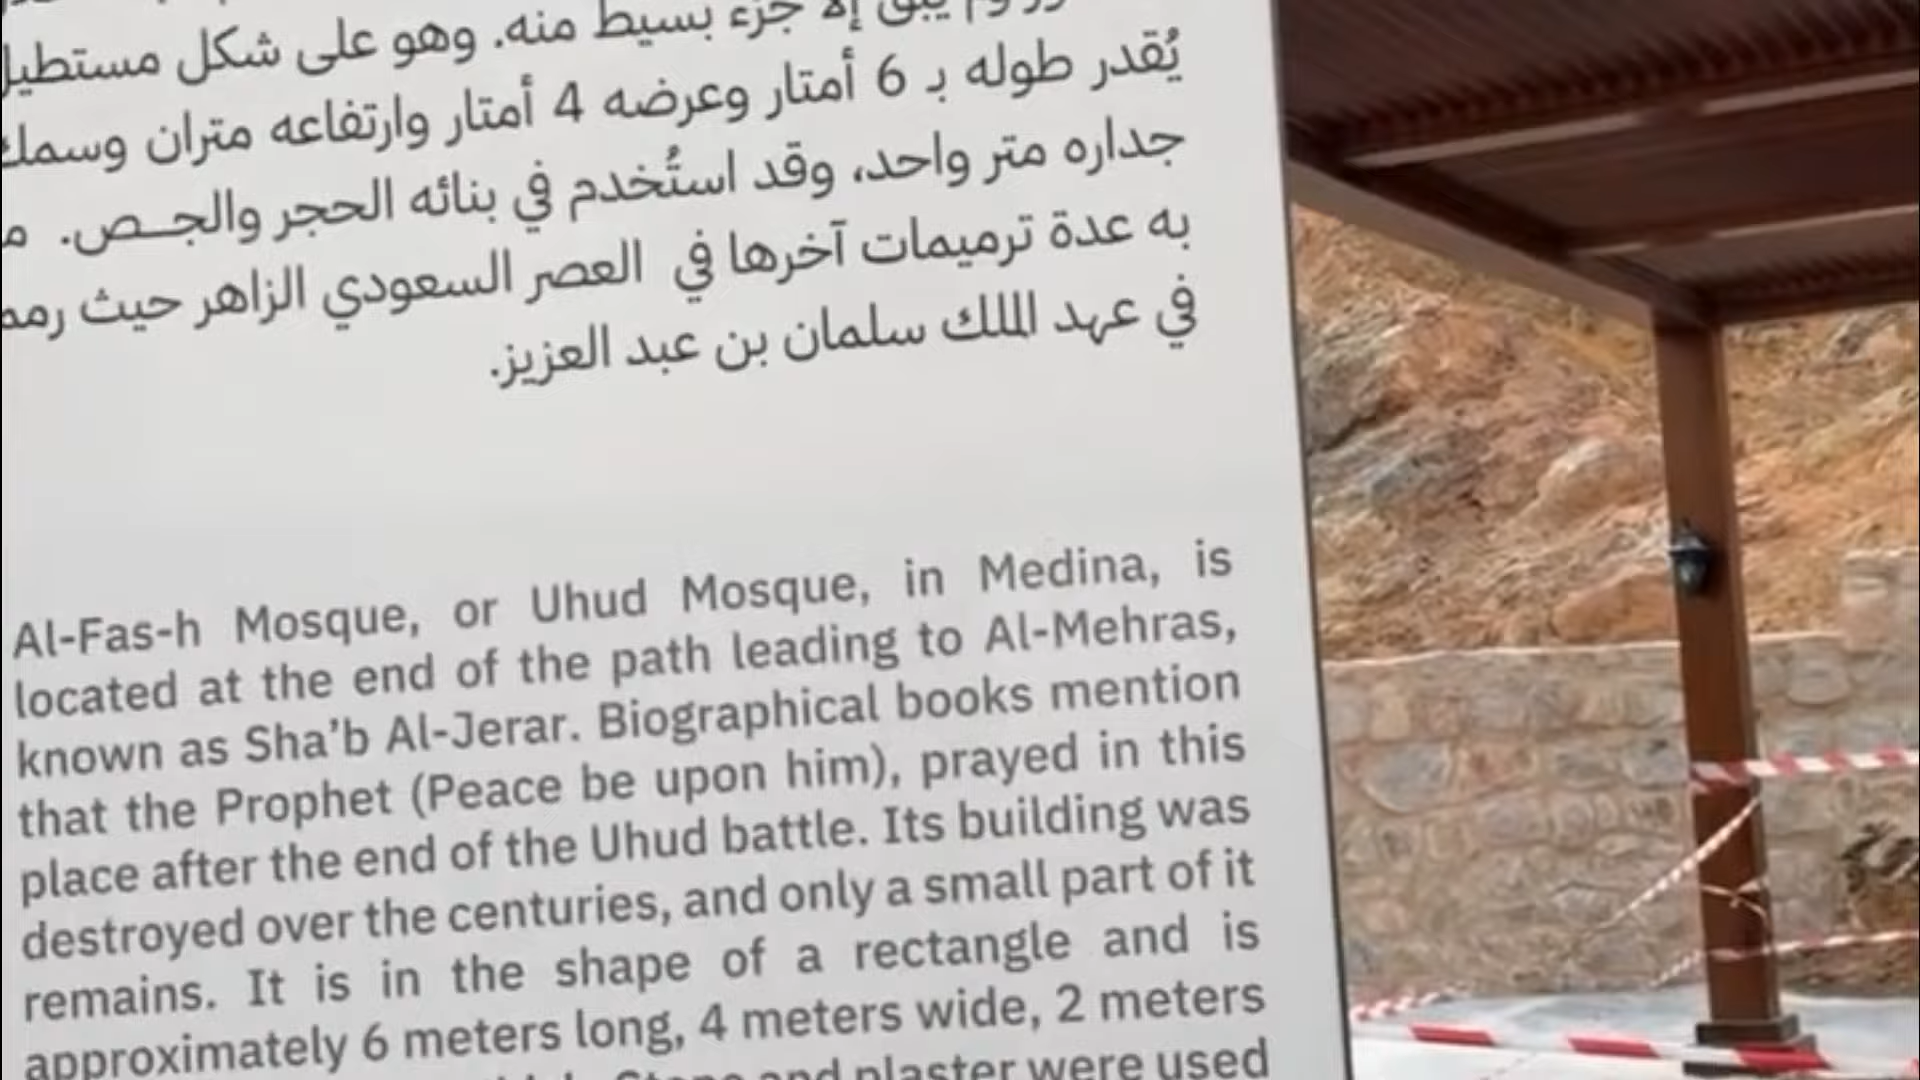 جزء بسيط منه. وهو على شكل مستطيل
يُقدر طوله بـ 6 أمتار وعرضه 4 أمتار وارتفاعه متران وسمك
جداره متر واحد، وقد استُخدم في بنائه الحجر والجـص.
به عدة ترميمات آخرها في العصر السعودي الزاهر حيث
في عهد الملك سلمان بن عبد العزيز.
Al-Fas-h Mosque, or Uhud Mosque, in Medina, is
located at the end of the path leading to Al-Mehras,
known as Sha'b Al-Jerar. Biographical books mention
that the Prophet (Peace be upon him), prayed in this
place after the end of the Uhud battle. Its building was
destroyed over the centuries, and only a small part of it
remains. It is in the shape of a rectangle and is
approximately 6 meters long, 4 meters wide, 2 meters
and plaster were used